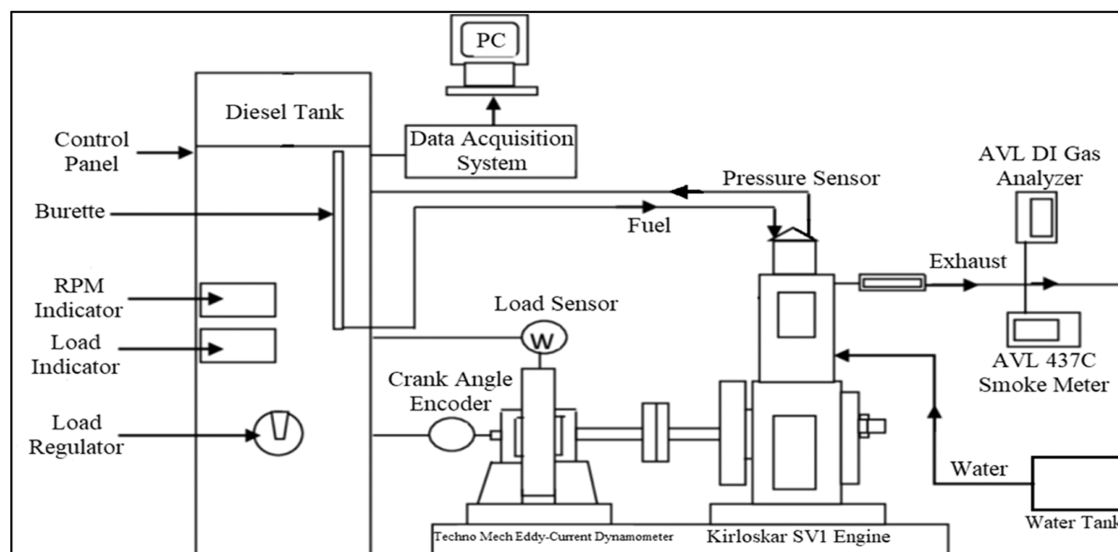 PC
Diesel Tank
Data Acquisition
System
Control
Panel
Burette
RPM
Indicator
Load
Indicator
Load
Regulator
Pressure Sensor
Fuel
AVL DI Gas
Analyzer
Exhaust
Load Sensor
W
AVL 437C
Smoke Meter
Crank Angle
Encoder
Water
Water Tank
Techno Mech Eddy-Current Dynamometer
Kirloskar SV1 Engine